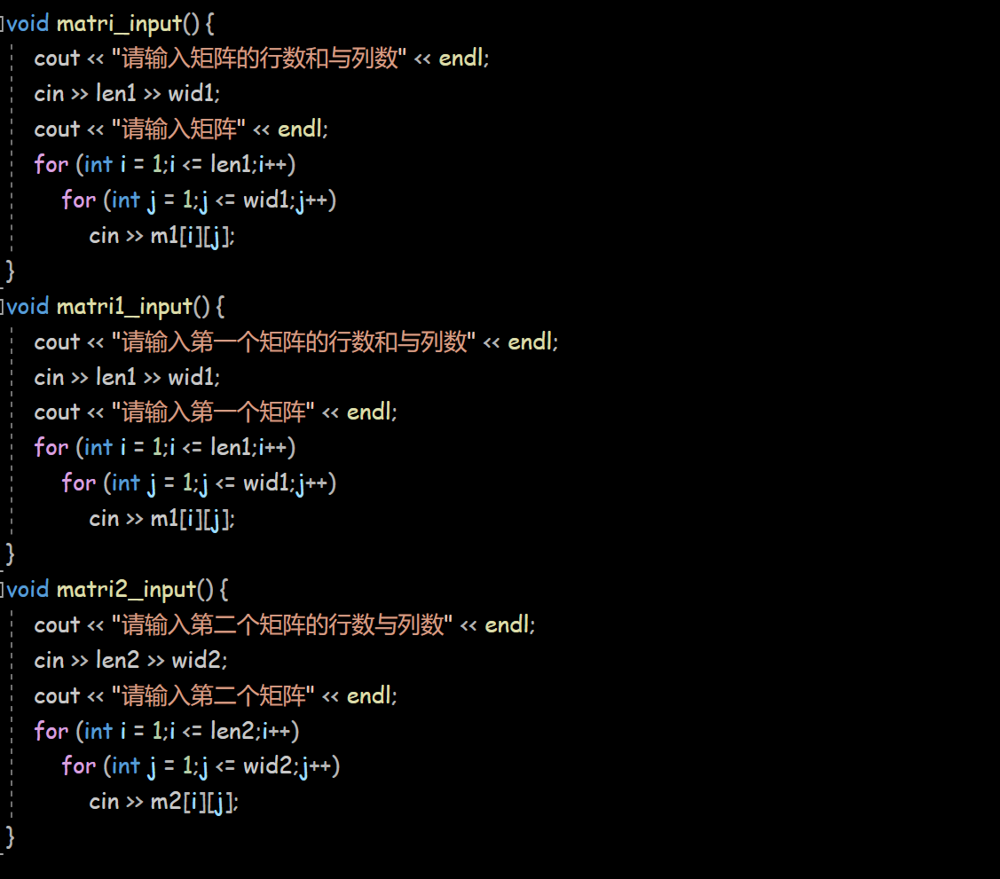 void matri_input() {
cout << "请输入矩阵的行数和与列数" << endl;
cin >> len1 >> wid1;
cout << "请输入矩阵" << endl;
for (int i = 1;i <= len1;i++)
for (int j = 1;j <= wid1;j++)
cin >> m1[i][j];
}
void matri1_input() {
cout << "请输入第一个矩阵的行数和与列数" << endl;
cin >> len1 >> wid1;
cout << "请输入第一个矩阵" << endl;
for (int i = 1;i <= len1;i++)
for (int j = 1;j <= wid1;j++)
cin >> m1[i][j];
}
void matri2_input() {
cout << "请输入第二个矩阵的行数与列数" << endl;
cin >> len2 >> wid2;
cout << "请输入第二个矩阵" << endl;
for (int i = 1;i <= len2;i++)
for (int j = 1;j <= wid2;j++)
cin >> m2[i][j];
}